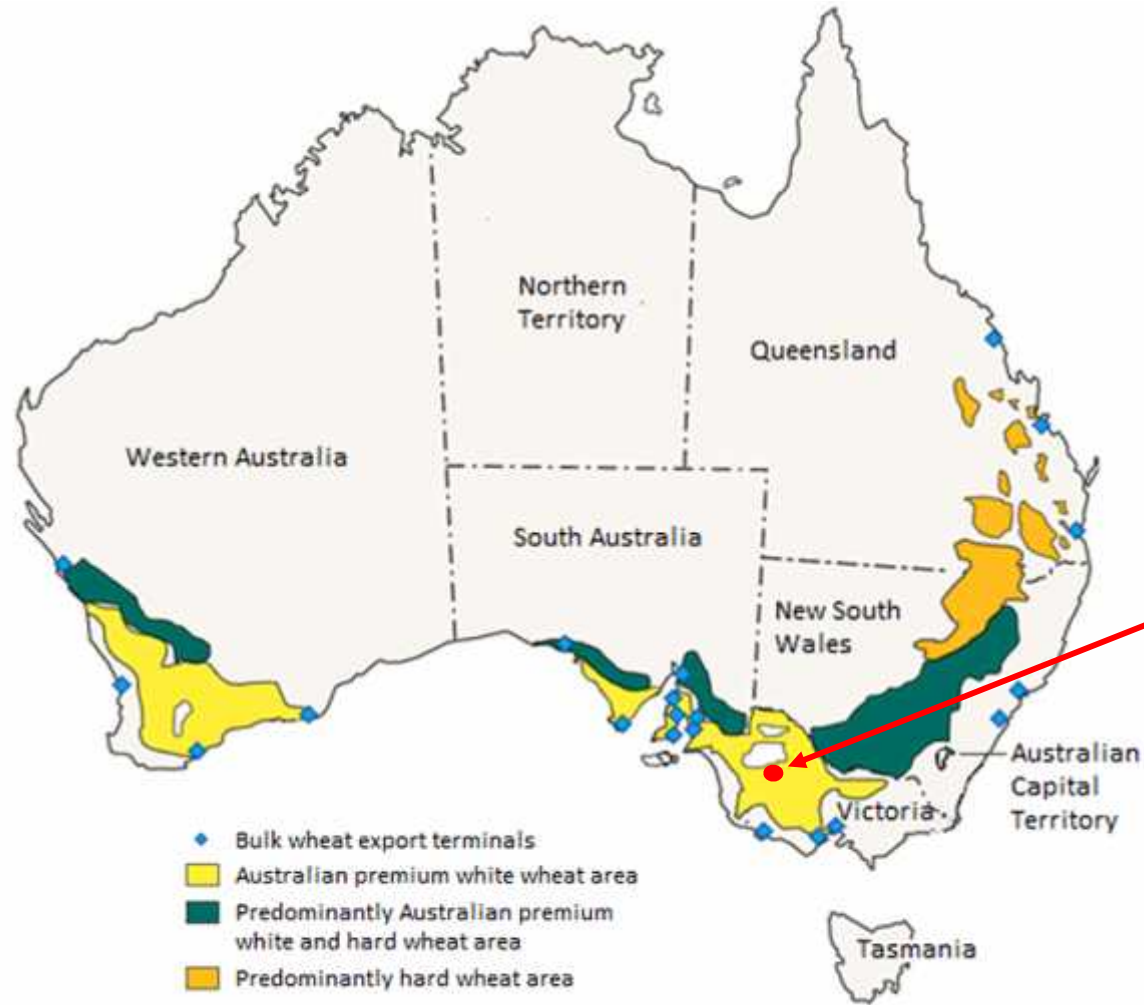 Northern
Territory
Queensland
Western Australia
South Australia
New South
Wales
Australian
Capital
Territory
Victoria
Bulk wheat export terminals
Australian premium white wheat area
Predominantly Australian premium
white and hard wheat area
Predominantly hard wheat area
Tasmania